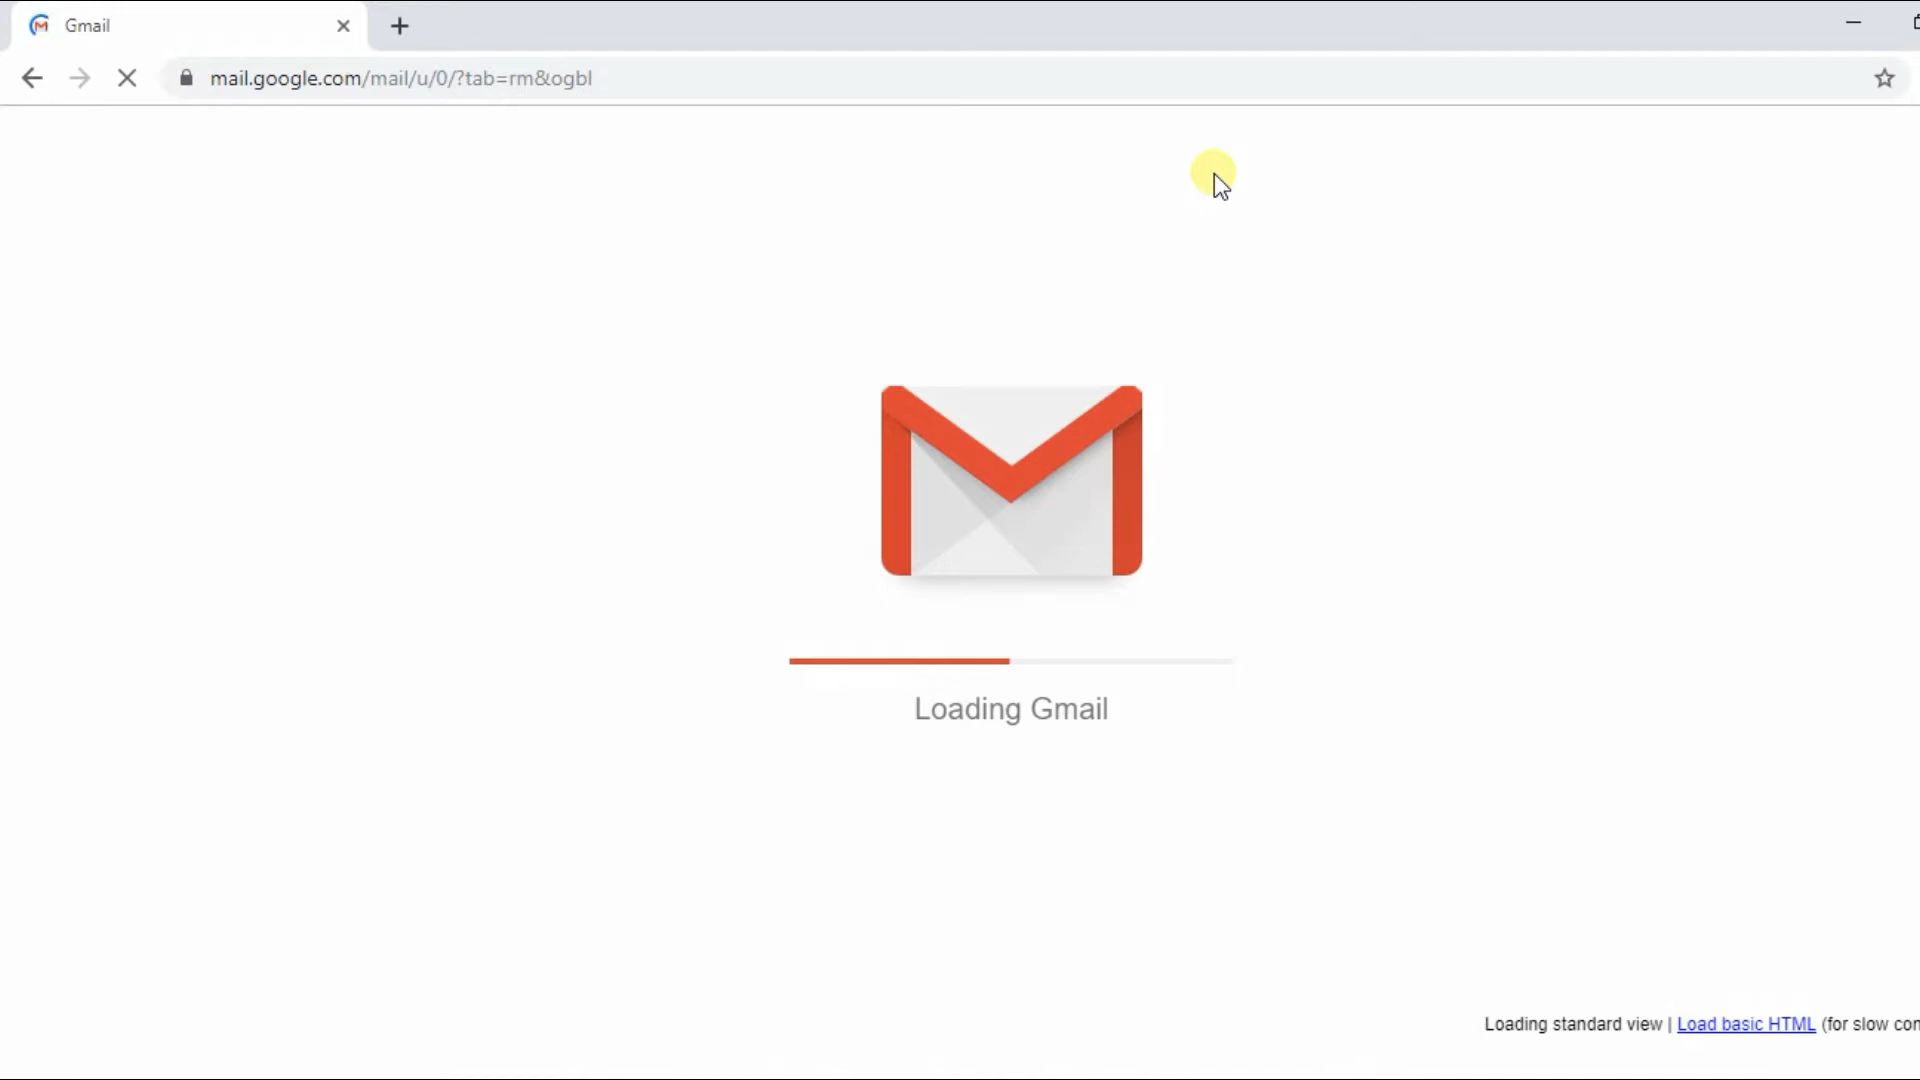 Gmail
mail.google.com/mail/u/0/?tab=rm&ogbl
Loading Gmail
Loading standard view | Load basic HTML (for slow con